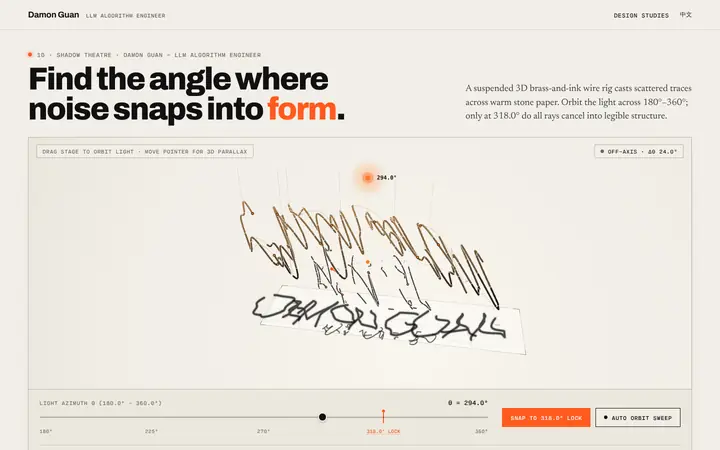 Damon Guan LLM ALGORITHM ENGINEER
DESIGN STUDIES 中文
10 · SHADOW THEATRE · DAMON GUAN — LLM ALGORITHM ENGINEER
Find the angle where
noise snaps into form.
A suspended 3D brass-and-ink wire rig casts scattered traces
across warm stone paper. Orbit the light across 180°–360°;
only at 318.0° do all rays cancel into legible structure.
DRAG STAGE TO ORBIT LIGHT · MOVE POINTER FOR 3D PARALLAX
OFF-AXIS · Δθ 24.0°
294.0°
LIGHT AZIMUTH θ (180.0° - 360.0°)
θ = 294.0°
180°
225°
270°
318.0° LOCK
360°
SNAP TO 318.0° LOCK
AUTO ORBIT SWEEP